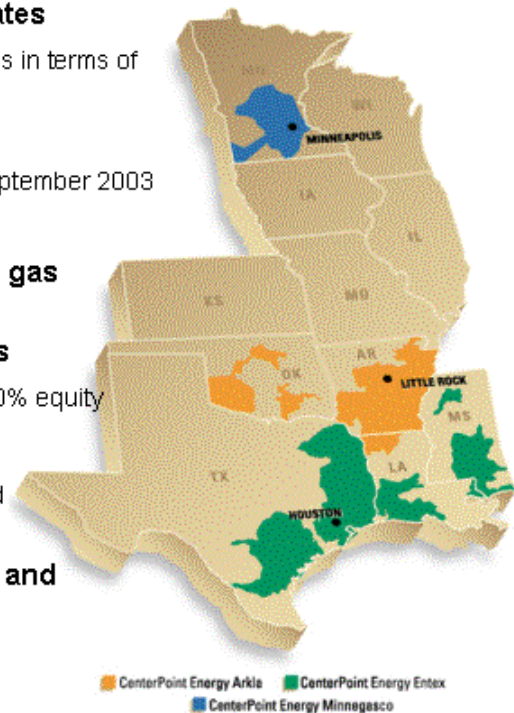 ates
s in terms of
eptember 2003
gas
s
0% equity
d
and
MN
WI
MINNEAPOLIS
IA
IL
KS
MO
OK
AR
LITTLE ROCK
MS
TX
LA
HOUSTON
CenterPoint Energy Arkla
CenterPoint Energy Entex
CenterPoint Energy Minnegasco